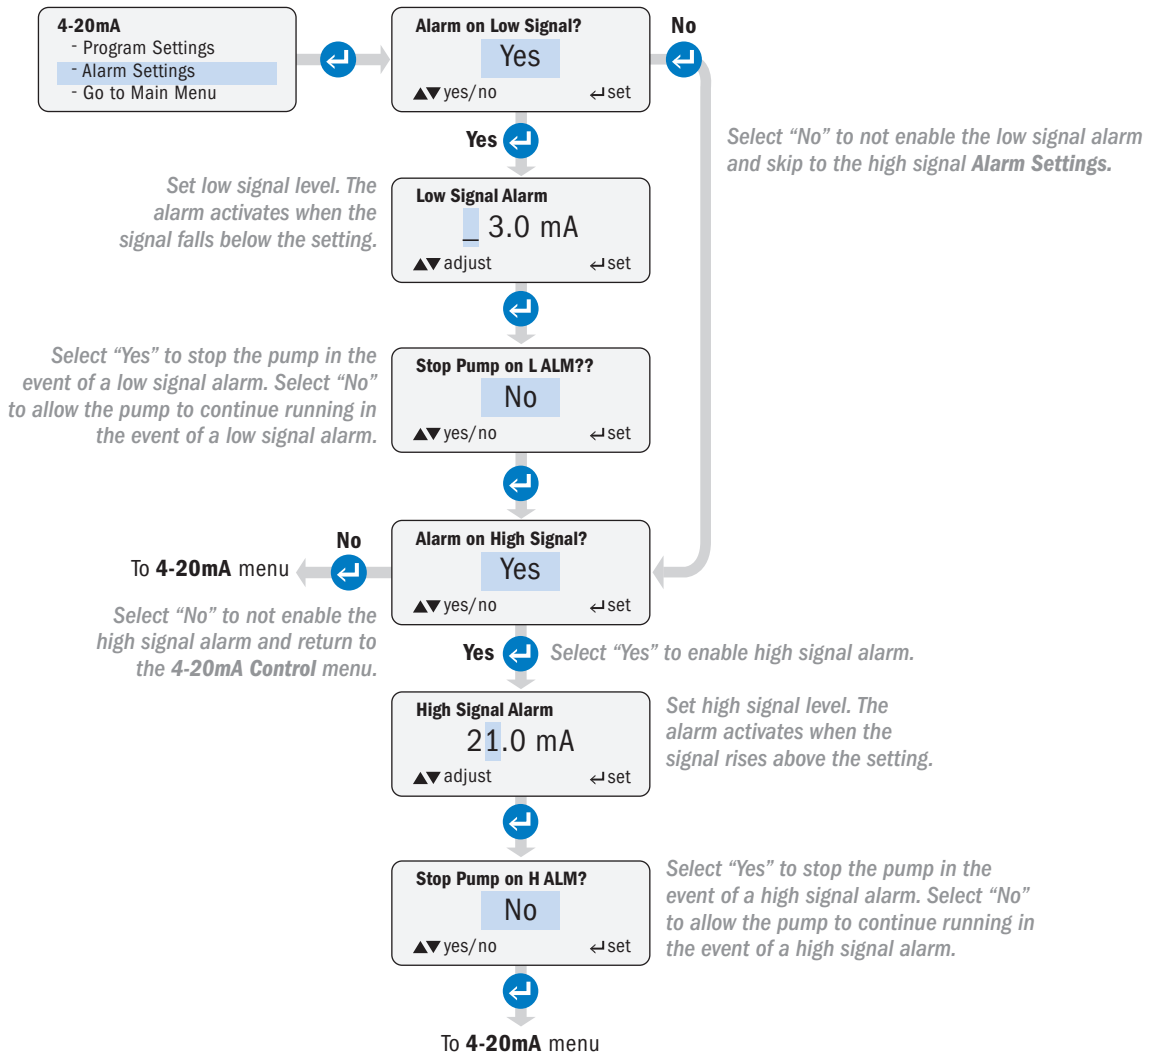 4-20mA
- Program Settings
- Alarm Settings
- Go to Main Menu
Alarm on Low Signal?
Yes
▲▼ yes/no ↵ set
No
Select “No” to not enable the low signal alarm
and skip to the high signal Alarm Settings.
Yes
Set low signal level. The
alarm activates when the
signal falls below the setting.
Low Signal Alarm
_ 3.0 mA
▲▼ adjust ↵ set
Select “Yes” to stop the pump in the
event of a low signal alarm. Select “No”
to allow the pump to continue running in
the event of a low signal alarm.
Stop Pump on L ALM??
No
▲▼ yes/no ↵ set
Alarm on High Signal?
Yes
▲▼ yes/no ↵ set
No
To 4-20mA menu
Select “No” to not enable the
high signal alarm and return to
the 4-20mA Control menu.
Yes
Select “Yes” to enable high signal alarm.
High Signal Alarm
21.0 mA
▲▼ adjust ↵ set
Set high signal level. The
alarm activates when the
signal rises above the setting.
Stop Pump on H ALM?
No
▲▼ yes/no ↵ set
Select “Yes” to stop the pump in the
event of a high signal alarm. Select “No”
to allow the pump to continue running in
the event of a high signal alarm.
To 4-20mA menu